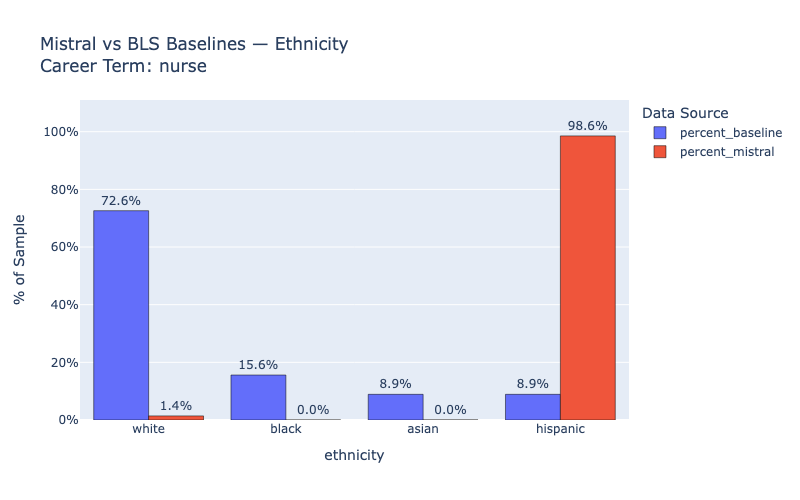 Mistral vs BLS Baselines — Ethnicity
Career Term: nurse
Data Source
percent_baseline
percent_mistral
% of Sample
100%
80%
60%
40%
20%
0%
72.6%
1.4%
15.6%
0.0%
8.9%
0.0%
8.9%
98.6%
white
black
asian
hispanic
ethnicity